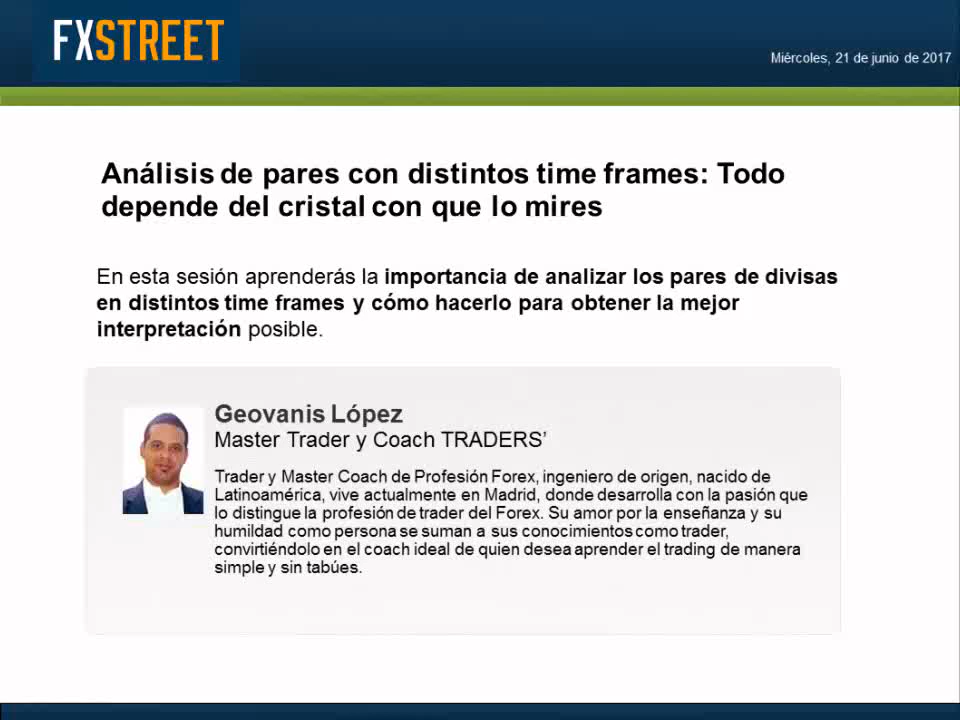 FXSTREET
Miércoles, 21 de junio de 2017
Análisis de pares con distintos time frames: Todo
depende del cristal con que lo mires
En esta sesión aprenderás la importancia de analizar los pares de divisas
en distintos time frames y cómo hacerlo para obtener la mejor
interpretación posible.
Geovanis López
Master Trader y Coach TRADERS’
Trader y Master Coach de Profesión Forex, ingeniero de origen, nacido de
Latinoamérica, vive actualmente en Madrid, donde desarrolla con la pasión que
lo distingue la profesión de trader del Forex. Su amor por la enseñanza y su
humildad como persona se suman a sus conocimientos como trader,
convirtiéndolo en el coach ideal de quien desea aprender el trading de manera
simple y sin tabúes.